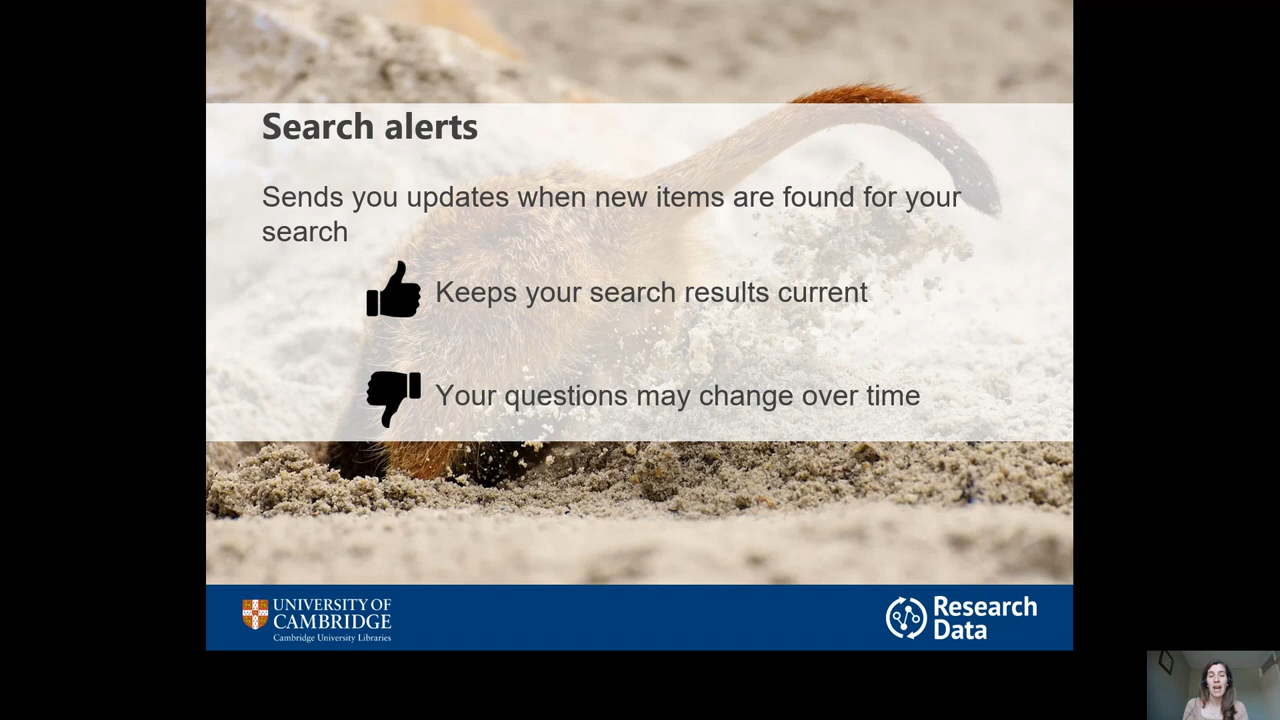 Search alerts
Sends you updates when new items are found for your
search
Keeps your search results current
Your questions may change over time
UNIVERSITY OF
CAMBRIDGE
Cambridge University Libraries
Research
Data